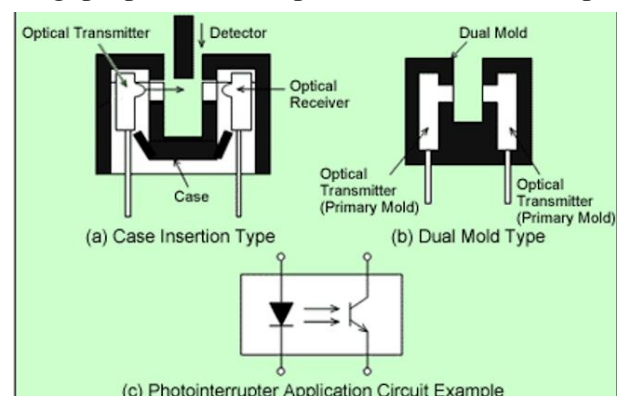 Optical Transmitter
Detector
Optical
Receiver
Case
(a) Case Insertion Type
Dual Mold
Optical
Transmitter
(Primary Mold)
Optical
Transmitter
(Primary Mold)
(b) Dual Mold Type
(c) Photointerrupter Application Circuit Example